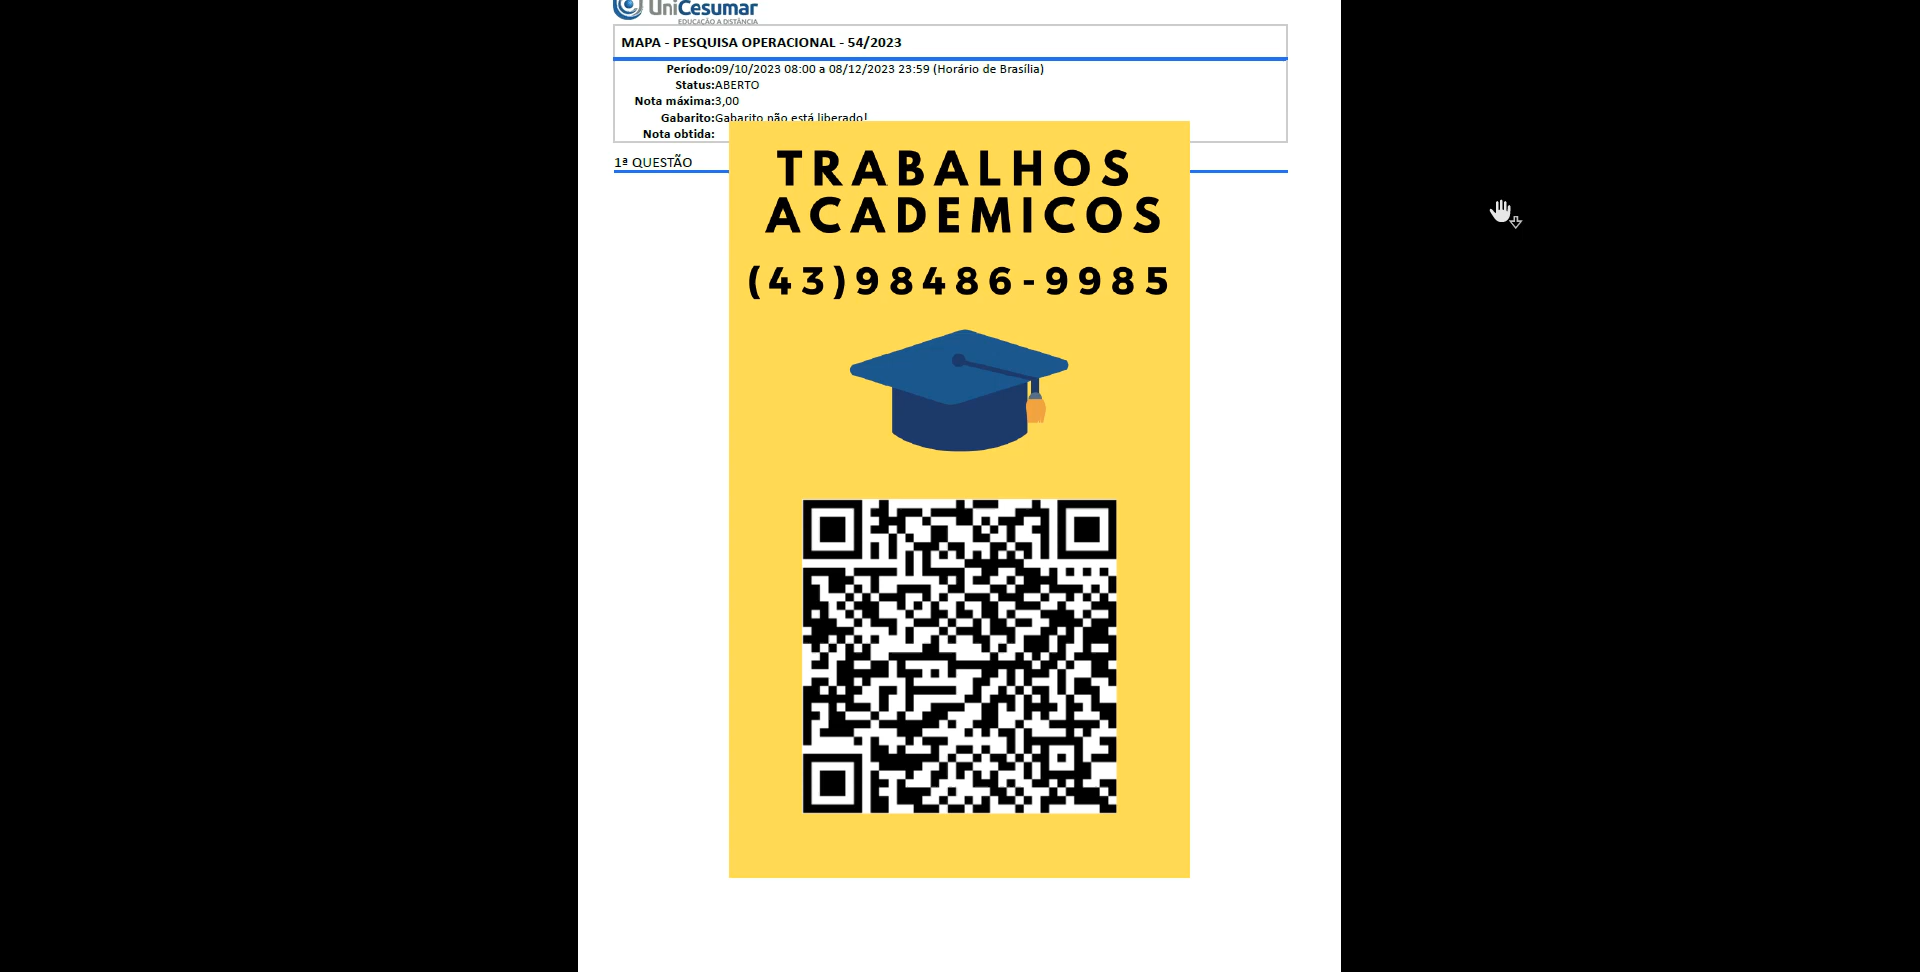 UniCesumar
EDUCAÇÃO A DISTÂNCIA
MAPA - PESQUISA OPERACIONAL - 54/2023
Período:09/10/2023 08:00 a 08/12/2023 23:59 (Horário de Brasília)
Status:ABERTO
Nota máxima:3,00
Gabarito:Gabarito não está liberado!
Nota obtida:
1ª QUESTÃO
TRABALHOS
ACADEMICOS
(43)98486-9985